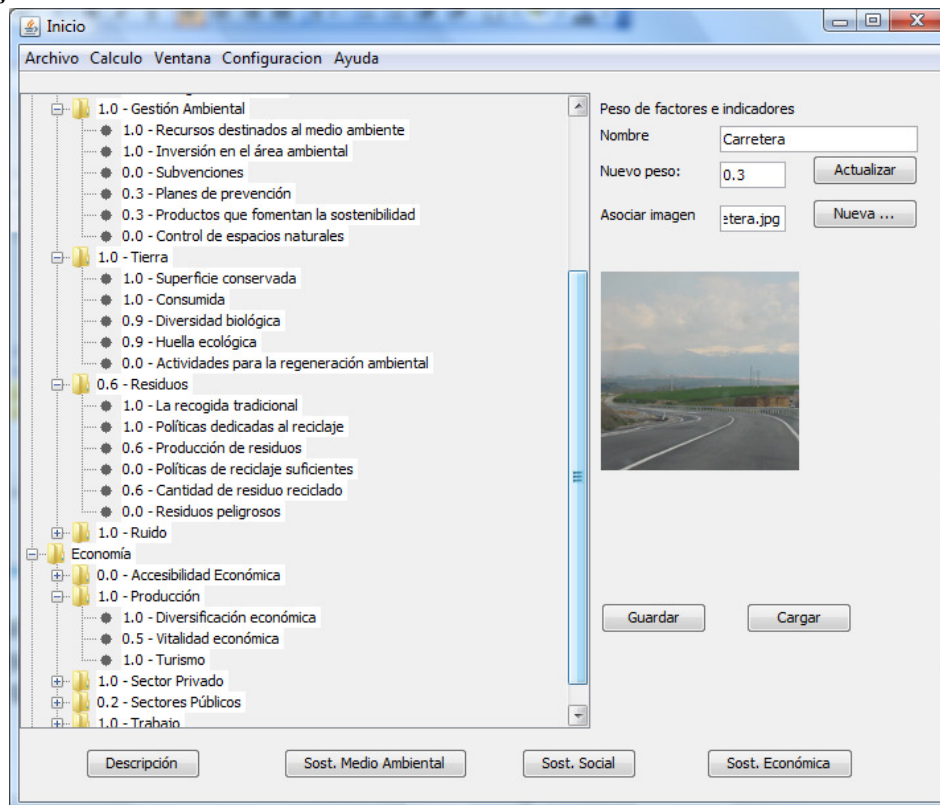 Inicio
Archivo Calculo Ventana Configuracion Ayuda
1.0 - Gestión Ambiental
1.0 - Recursos destinados al medio ambiente
1.0 - Inversión en el área ambiental
0.0 - Subvenciones
0.3 - Planes de prevención
0.3 - Productos que fomentan la sostenibilidad
0.0 - Control de espacios naturales
1.0 - Tierra
1.0 - Superficie conservada
1.0 - Consumida
0.9 - Diversidad biológica
0.9 - Huella ecológica
0.0 - Actividades para la regeneración ambiental
0.6 - Residuos
1.0 - La recogida tradicional
1.0 - Políticas dedicadas al reciclaje
0.6 - Producción de residuos
0.0 - Políticas de reciclaje suficientes
0.6 - Cantidad de residuo reciclado
0.0 - Residuos peligrosos
1.0 - Ruido
Economía
0.0 - Accesibilidad Económica
1.0 - Producción
1.0 - Diversificación económica
0.5 - Vitalidad económica
1.0 - Turismo
1.0 - Sector Privado
0.2 - Sectores Públicos
1.0 - Trabajo
Peso de factores e indicadores
Nombre Carretera
Nuevo peso: 0.3 Actualizar
Asociar imagen etera.jpg Nueva ...
Guardar Cargar
Descripción Sost. Medio Ambiental Sost. Social Sost. Económica